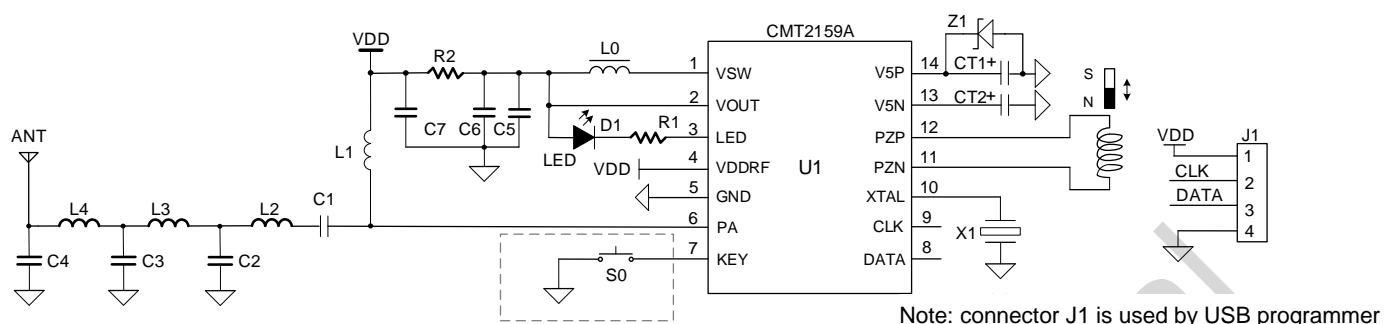 CMT2159A
Z1
VDD
R2
L0
1 VSW
V5P 14 CT1+
S
N
2 VOUT
V5N 13 CT2+
C7 C6 C5
D1 R1
LED
3 LED
PZP 12
VDD J1
ANT
L1
VDD 4 VDDRF
U1
PZN 11
1
CLK 2
5 GND
XTAL 10
DATA 3
L4 L3 L2 C1
6 PA
CLK 9
X1
4
C4 C3 C2
S0
7 KEY
DATA 8
Note: connector J1 is used by USB programmer